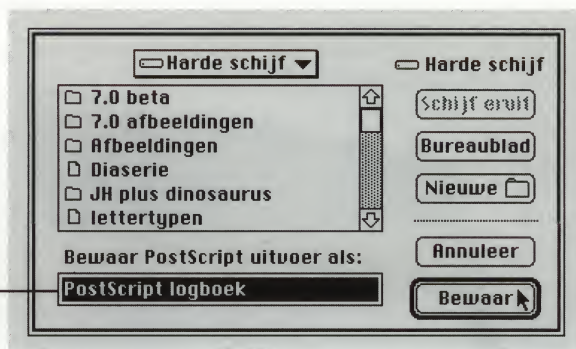 Harde schijf
Harde schijf
7.0 beta
7.0 afbeeldingen
Afbeeldingen
Diaserie
JH plus dinosaurus
lettertypen
Schijf eruit
Bureaublad
Nieuwe
Bewaar PostScript uitvoer als:
PostScript logboek
Annuleer
Bewaar